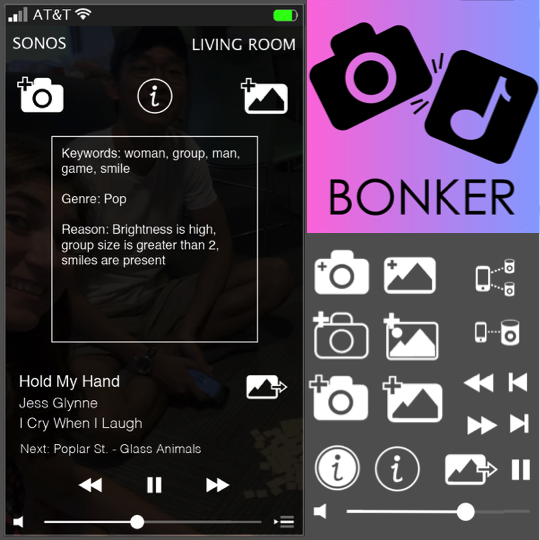 AT&T
SONOS
LIVING ROOM
Keywords: woman, group, man,
game, smile
Genre: Pop
Reason: Brightness is high,
group size is greater than 2,
smiles are present
Hold My Hand
Jess Glynne
I Cry When I Laugh
Next: Poplar St. - Glass Animals
BONKER